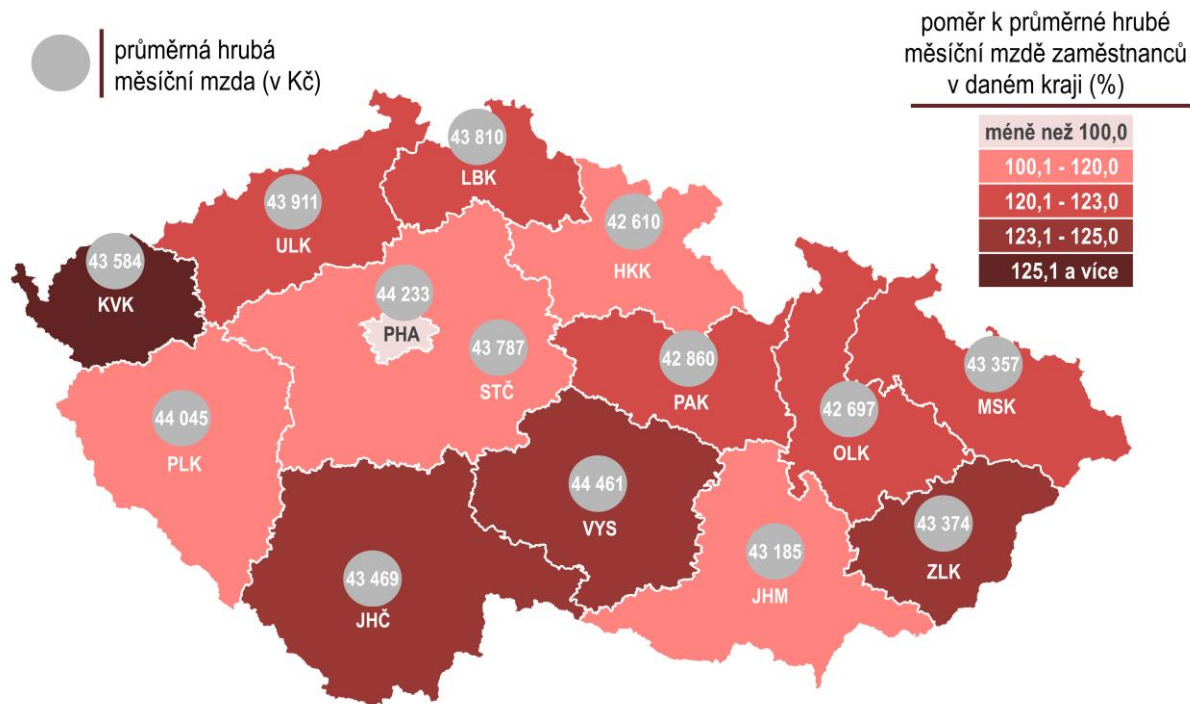 průměrná hrubá
měsíční mzda (v Kč)
poměr k průměrné hrubé
měsíční mzdě zaměstnanců
v daném kraji (%)
méně než 100,0
100,1 - 120,0
120,1 - 123,0
123,1 - 125,0
125,1 a více
43 810
LBK
43 911
ULK
42 610
HKK
43 584
KVK
44 233
PHA
43 787
STČ
42 860
PAK
43 357
MSK
44 045
PLK
42 697
OLK
44 461
VYS
43 374
ZLK
43 185
JHM
43 469
JHČ